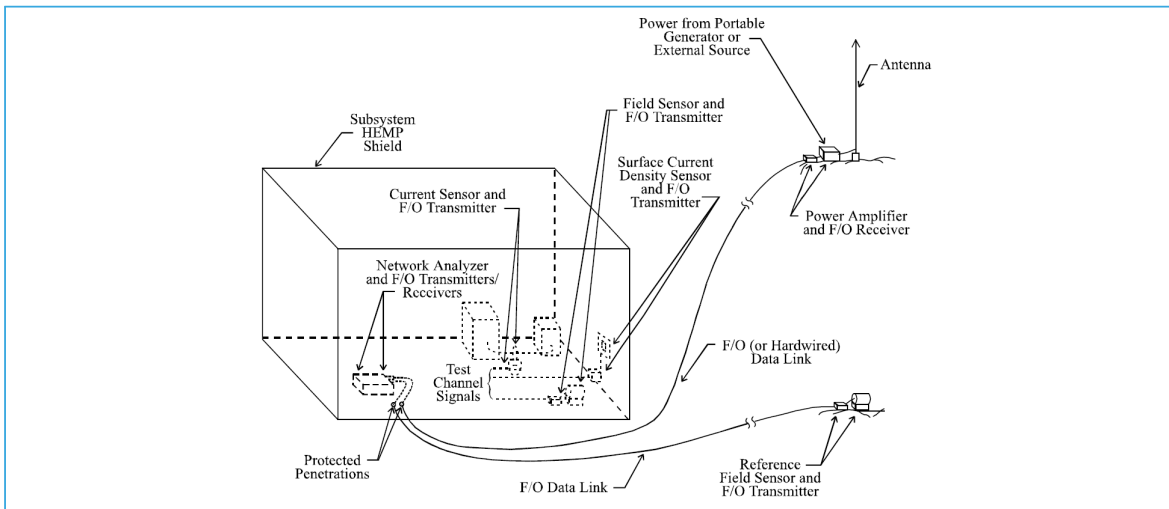 Power from Portable
Generator or
External Source
Antenna
Field Sensor and
F/O Transmitter
Subsystem
HEMP
Shield
Surface Current
Density Sensor
and F/O
Transmitter
Current Sensor and
F/O Transmitter
Power Amplifier
and F/O Receiver
Network Analyzer
and F/O Transmitters/
Receivers
F/O (or Hardwired)
Data Link
Test
Channel
Signals
Protected
Penetrations
F/O Data Link
Reference
Field Sensor and
F/O Transmitter